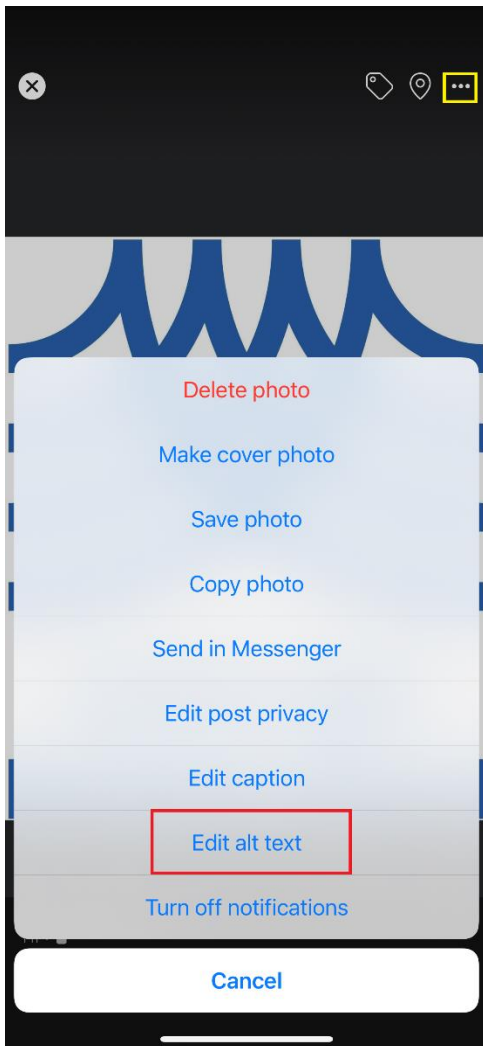 Delete photo
Make cover photo
Save photo
Copy photo
Send in Messenger
Edit post privacy
Edit caption
Edit alt text
Turn off notifications
Cancel